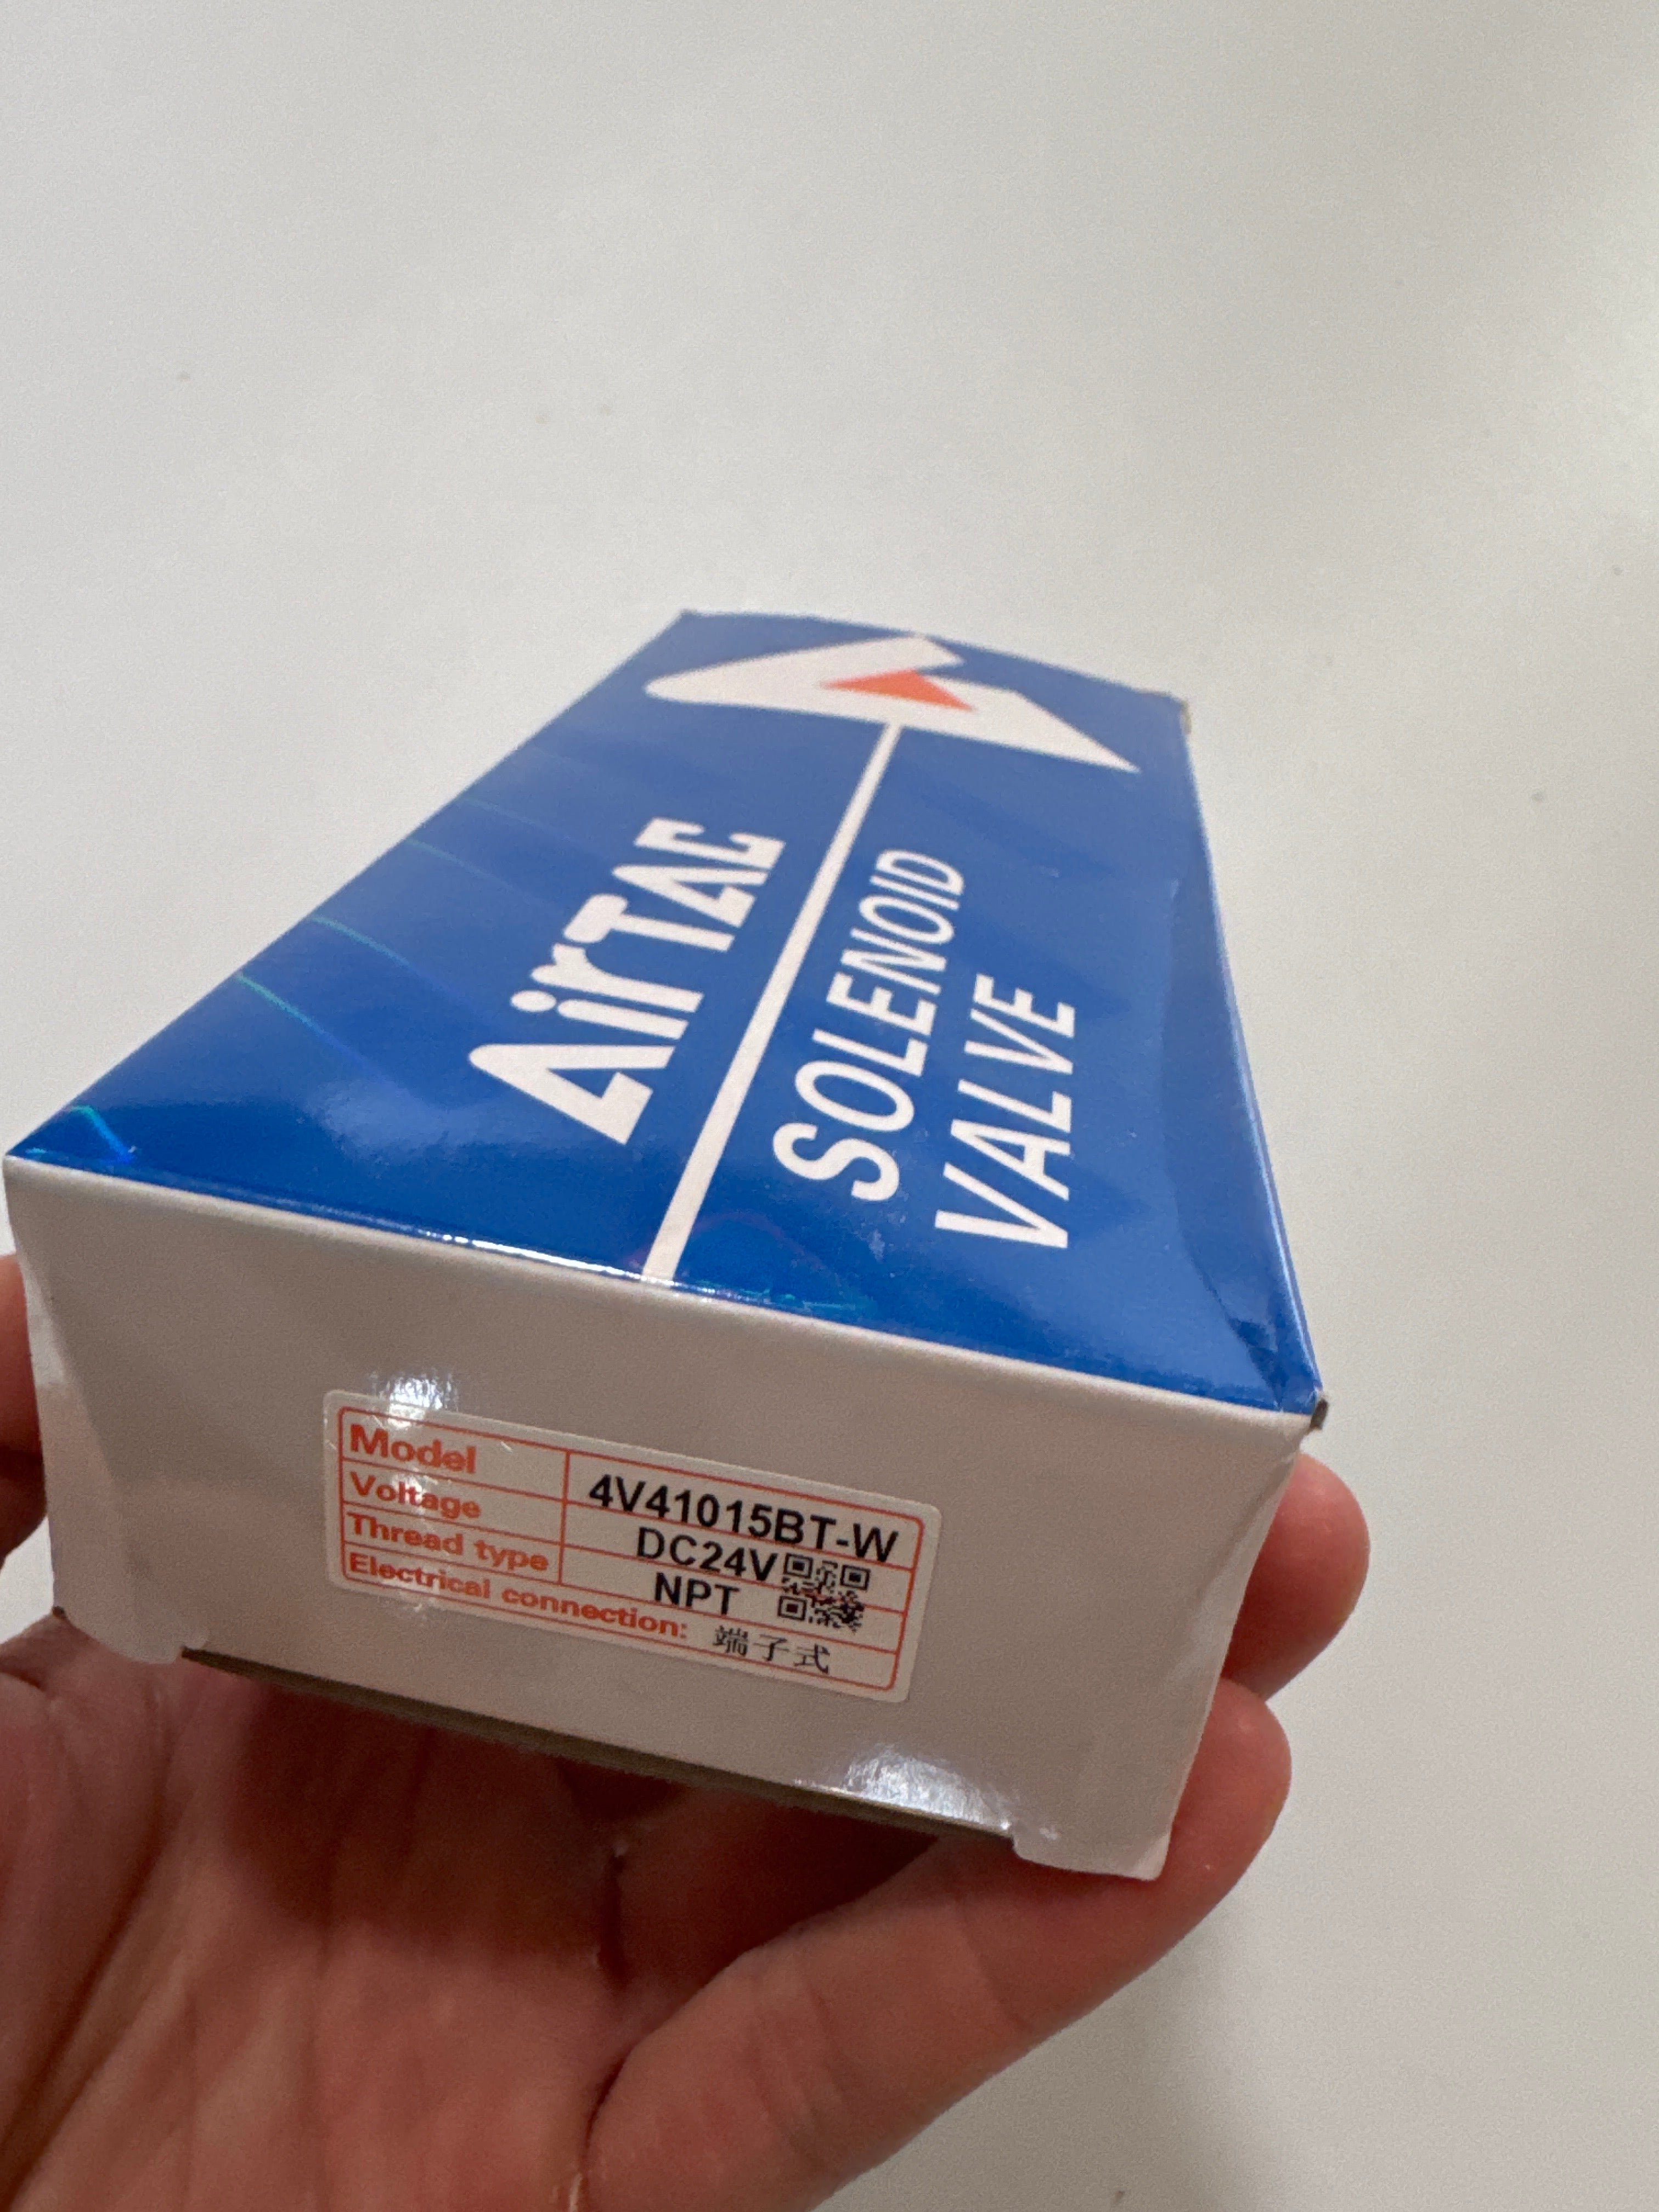 AirTAC
SOLENOID
VALVE
Model 4V41015BT-W
Voltage DC24V
Thread type NPT
Electrical connection: 端子式